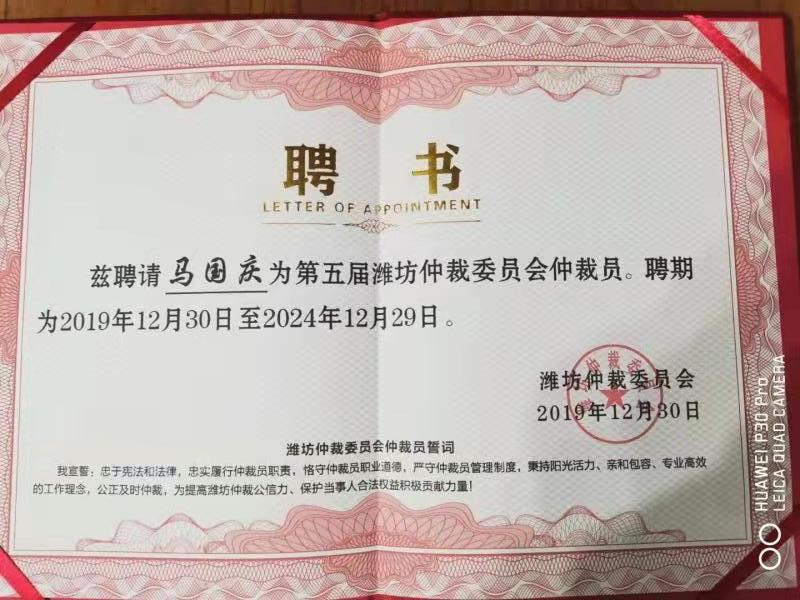 聘书
LETTER OF APPOINTMENT
兹聘请马国庆为第五届潍坊仲裁委员会仲裁员。聘期
为2019年12月30日至2024年12月29日。
潍坊仲裁委员会
2019年12月30日
潍坊仲裁委员会
潍坊仲裁委员会仲裁员誓词
我宣誓：忠于宪法和法律，忠实履行仲裁员职责，恪守仲裁员职业道德，严守仲裁员管理制度，秉持阳光活力、亲和包容、专业高效
的工作理念，公正及时仲裁，为提高潍坊仲裁公信力、保护当事人合法权益积极贡献力量！
HUAWEI P30 Pro
LEICA QUAD CAMERA